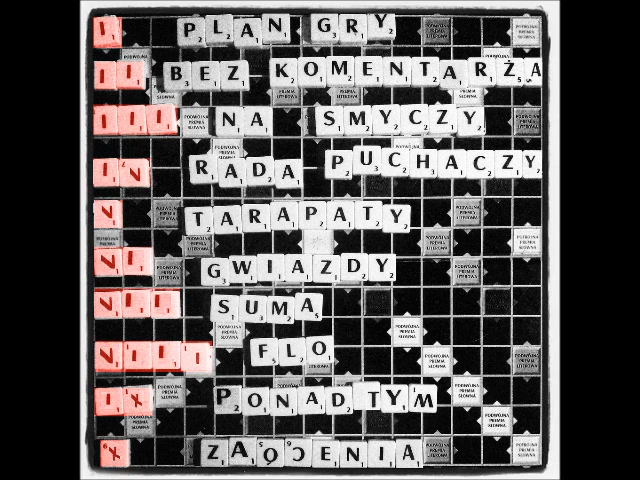 I. PLAN GRY
II. BEZ KOMENTARŻA
III. NA SMYCZY
IV RADA PUCHACZY
V TARAPATY
VI. GWIAZDY
VII SUMA
VIII FLO
IX PONAD TYM
X ZAOCENIA